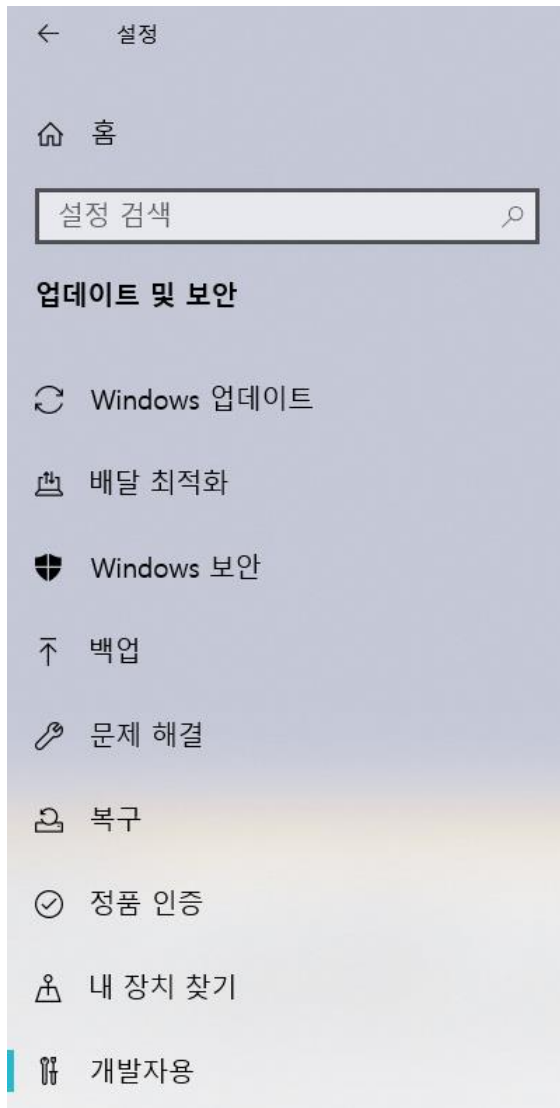 설정
홈
설정 검색
업데이트 및 보안
Windows 업데이트
배달 최적화
Windows 보안
백업
문제 해결
복구
정품 인증
내 장치 찾기
개발자용